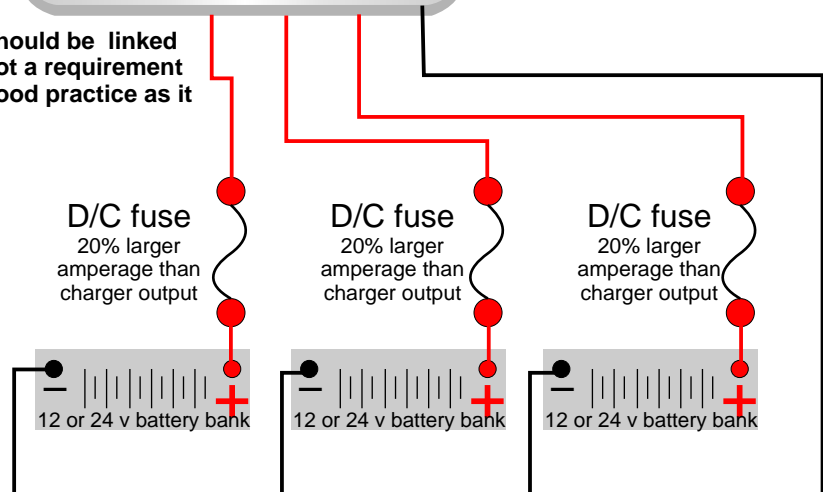 hould be linked
ot a requirement
ood practice as it
D/C fuse
20% larger
amperage than
charger output
D/C fuse
20% larger
amperage than
charger output
D/C fuse
20% larger
amperage than
charger output
12 or 24 v battery bank
12 or 24 v battery bank
12 or 24 v battery bank